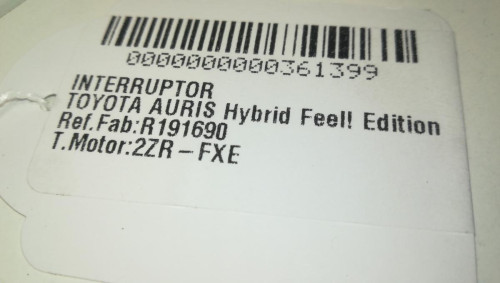 0000000000361399
INTERRUPTOR
TOYOTA AURIS Hybrid Feel! Edition
Ref.Fab:R191690
T.Motor:2ZR – FXE